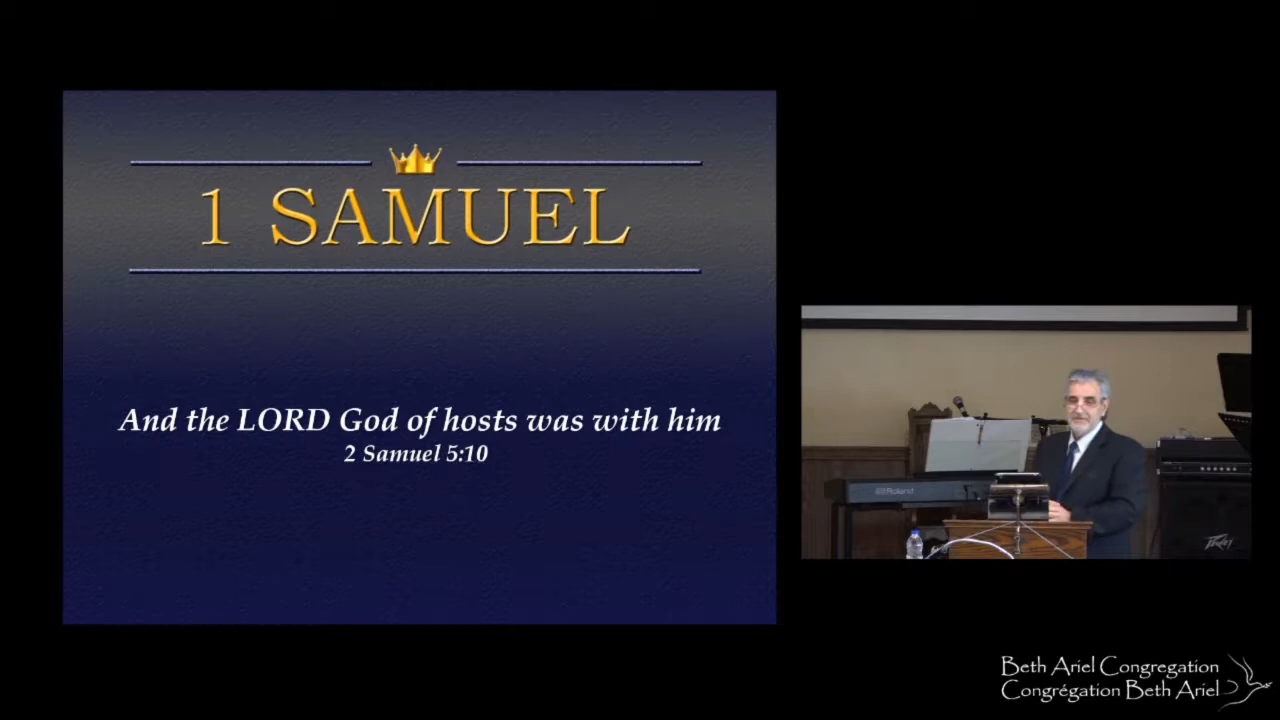 1 SAMUEL
And the LORD God of hosts was with him
2 Samuel 5:10
Roland
Peavey
Beth Ariel Congregation
Congrégation Beth Ariel